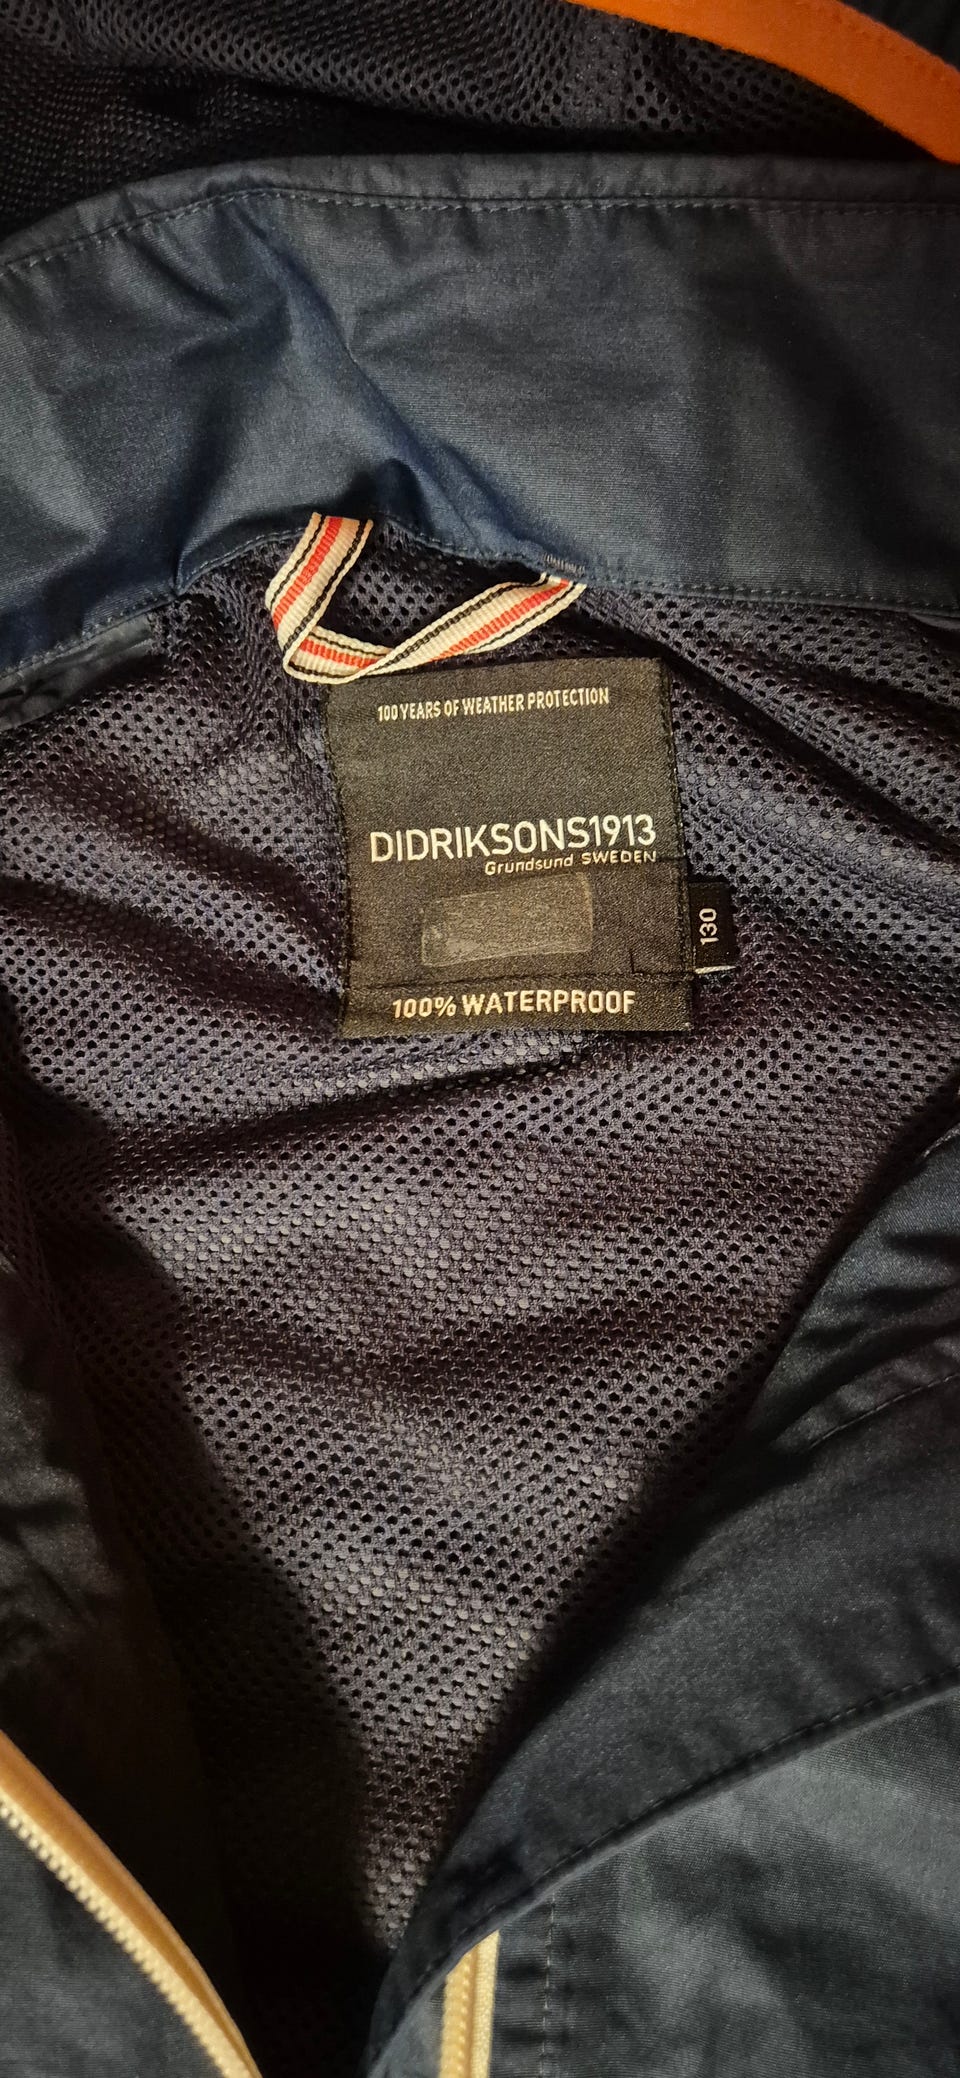 100 YEARS OF WEATHER PROTECTION
DIDRIKSONS1913
Grundsund SWEDEN
130
100% WATERPROOF